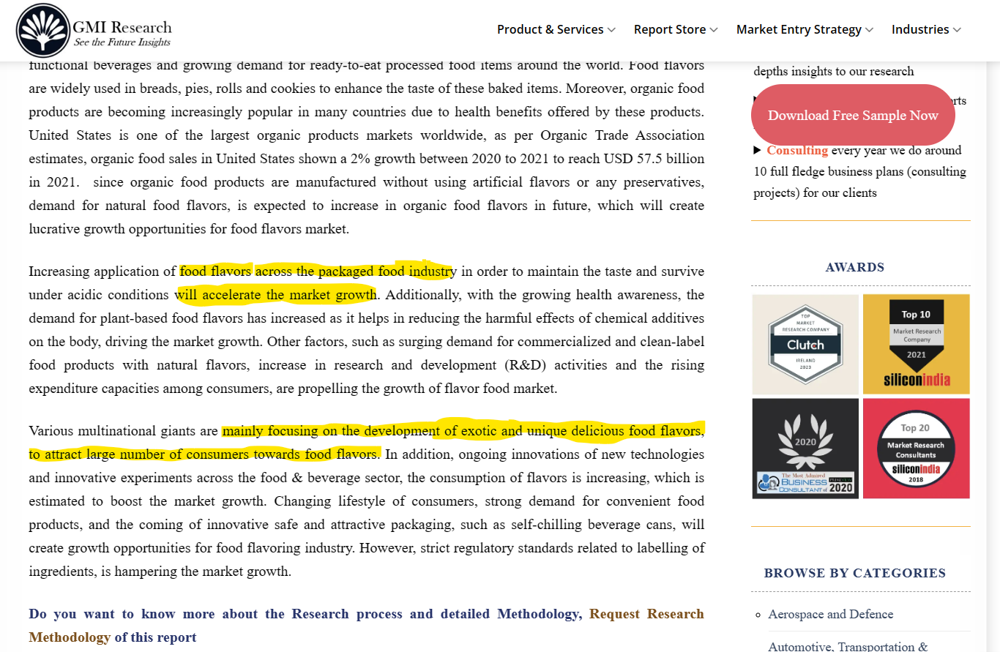 GMI Research
See the Future Insights
Product & Services
Report Store
Market Entry Strategy
Industries
functional beverages and growing demand for ready-to-eat processed food items around the world. Food flavors
are widely used in breads, pies, rolls and cookies to enhance the taste of these baked items. Moreover, organic food
products are becoming increasingly popular in many countries due to health benefits offered by these products.
United States is one of the largest organic products markets worldwide, as per Organic Trade Association
estimates, organic food sales in United States shown a 2% growth between 2020 to 2021 to reach USD 57.5 billion
in 2021.  since organic food products are manufactured without using artificial flavors or any preservatives,
demand for natural food flavors, is expected to increase in organic food flavors in future, which will create
lucrative growth opportunities for food flavors market.
Increasing application of food flavors across the packaged food industry in order to maintain the taste and survive
under acidic conditions will accelerate the market growth. Additionally, with the growing health awareness, the
demand for plant-based food flavors has increased as it helps in reducing the harmful effects of chemical additives
on the body, driving the market growth. Other factors, such as surging demand for commercialized and clean-label
food products with natural flavors, increase in research and development (R&D) activities and the rising
expenditure capacities among consumers, are propelling the growth of flavor food market.
Various multinational giants are mainly focusing on the development of exotic and unique delicious food flavors,
to attract large number of consumers towards food flavors. In addition, ongoing innovations of new technologies
and innovative experiments across the food & beverage sector, the consumption of flavors is increasing, which is
estimated to boost the market growth. Changing lifestyle of consumers, strong demand for convenient food
products, and the coming of innovative safe and attractive packaging, such as self-chilling beverage cans, will
create growth opportunities for food flavoring industry. However, strict regulatory standards related to labelling of
ingredients, is hampering the market growth.
Do you want to know more about the Research process and detailed Methodology, Request Research
Methodology of this report
depths insights to our research
Download Free Sample Now
Consulting every year we do around
10 full fledge business plans (consulting
projects) for our clients
AWARDS
TOP
MARKET
RESEARCH COMPANY
Clutch
IRELAND
2023
Top 10
Market Research
Company
2021
siliconindia
2020
The Most Admired
BUSINESS
CONSULTANT of 2020
Top 20
Market Research
Consultants
siliconindia
2018
BROWSE BY CATEGORIES
Aerospace and Defence
Automotive, Transportation &